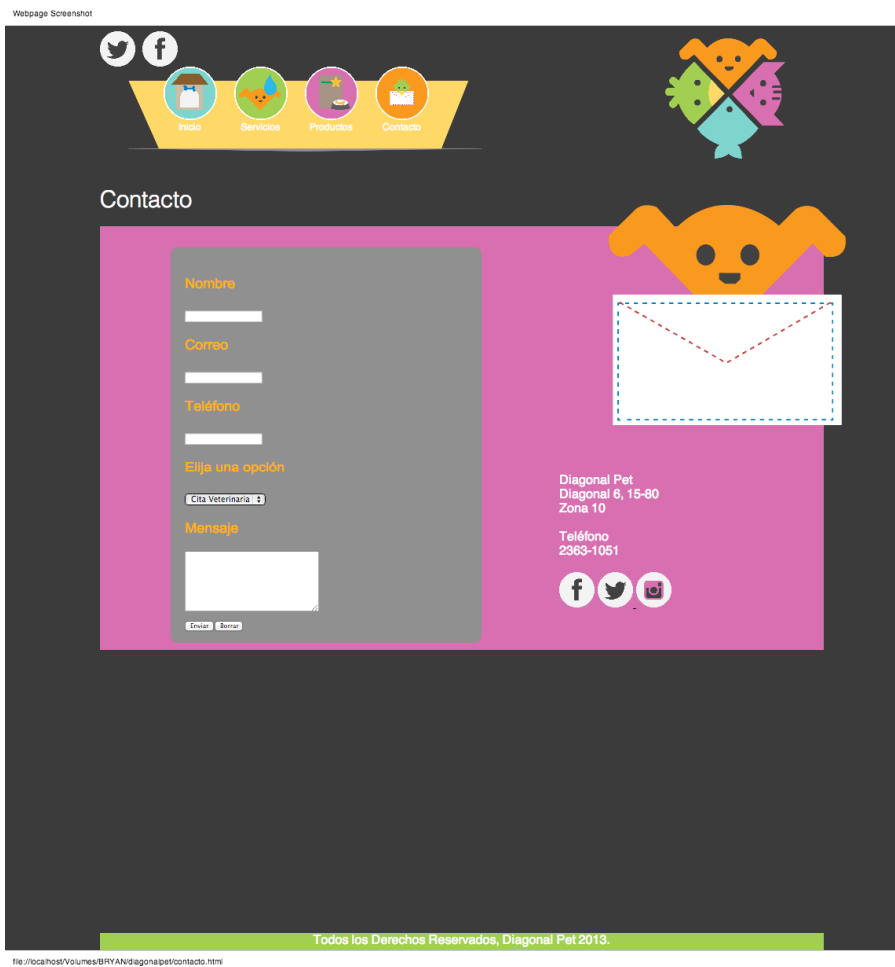 Webpage Screenshot
Inicio
Servicios
Productos
Contacto
Contacto
Nombre
Correo
Teléfono
Elija una opción
Cita Veterinaria
Mensaje
Enviar
Borrar
Diagonal Pet
Diagonal 6, 15-80
Zona 10
Teléfono
2363-1051
Todos los Derechos Reservados, Diagonal Pet 2013.
file://localhost/Volumes/BRYAN/diagonalpet/contacto.html